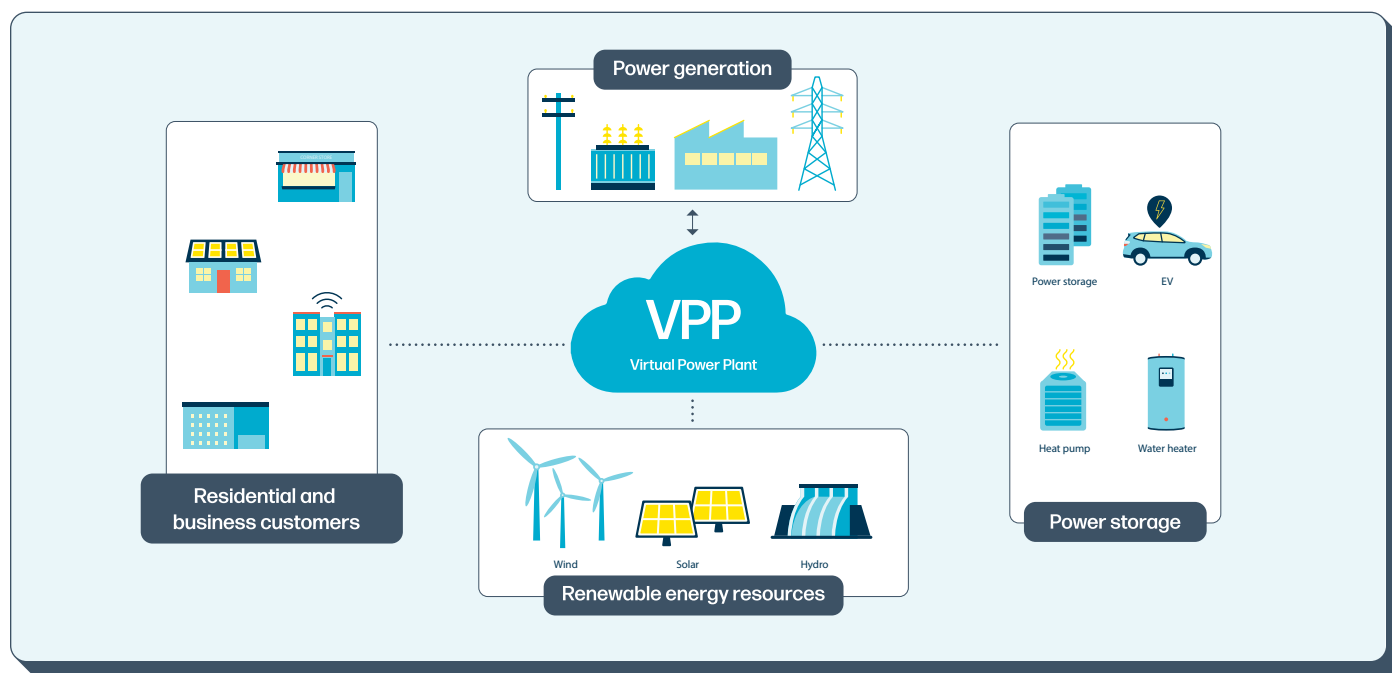 Power generation
VPP
Virtual Power Plant
Residential and
business customers
Power storage
EV
Heat pump
Water heater
Power storage
Wind
Solar
Hydro
Renewable energy resources